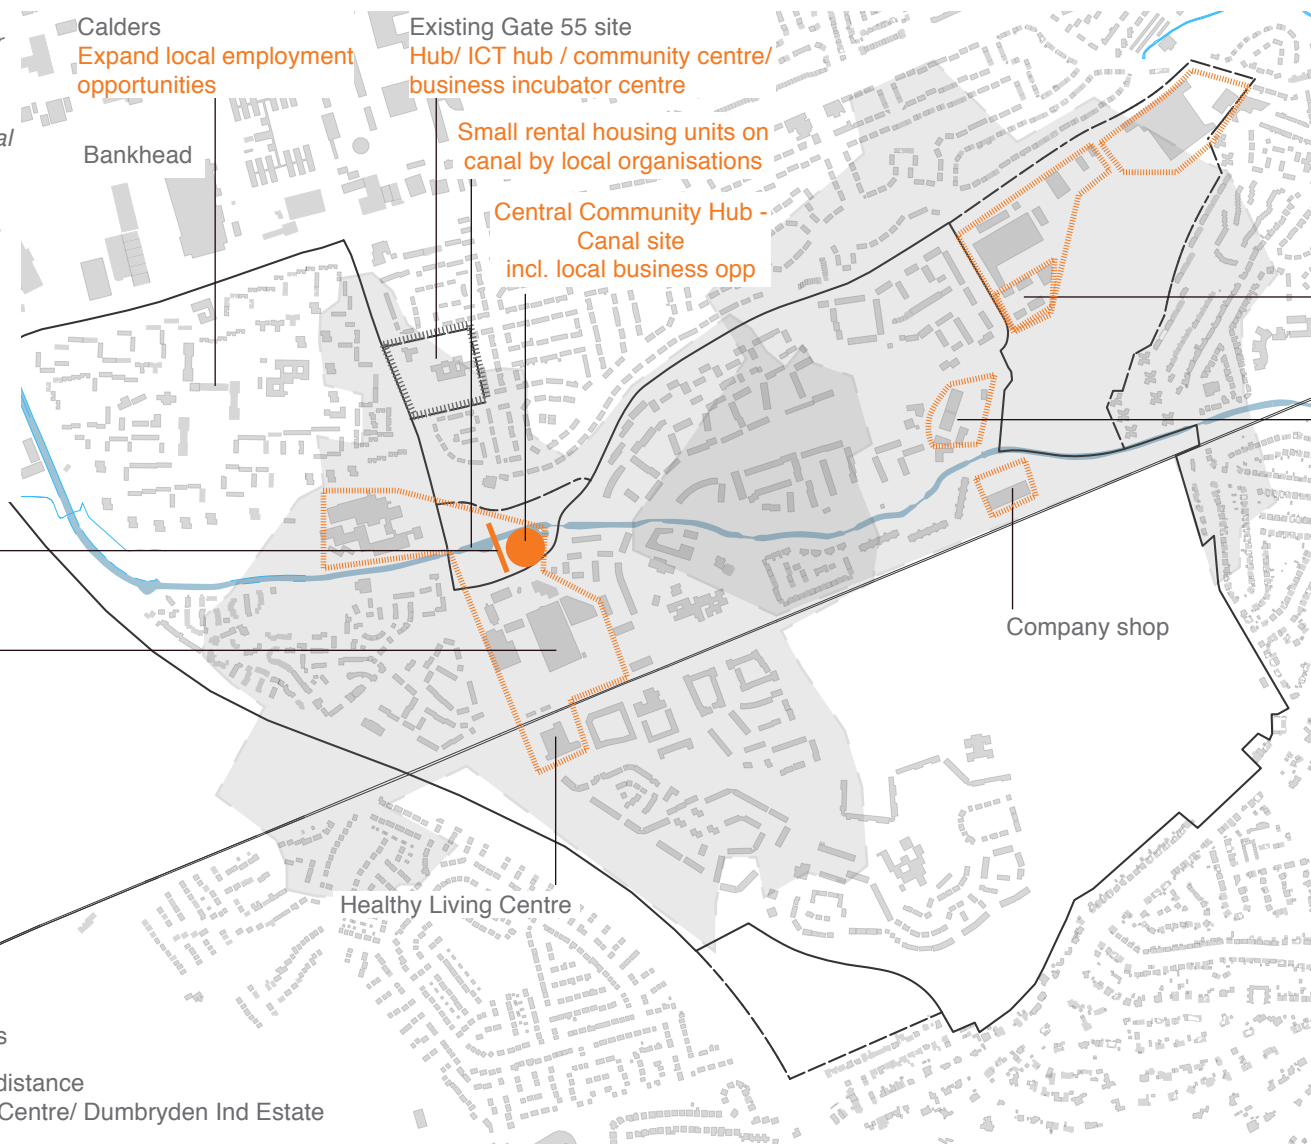 Calders
Expand local employment
opportunities
Existing Gate 55 site
Hub/ ICT hub / community centre/
business incubator centre
Small rental housing units on
canal by local organisations
Bankhead
Central Community Hub -
Canal site
incl. local business opp
Company shop
Healthy Living Centre
distance
Centre/ Dumbryden Ind Estate